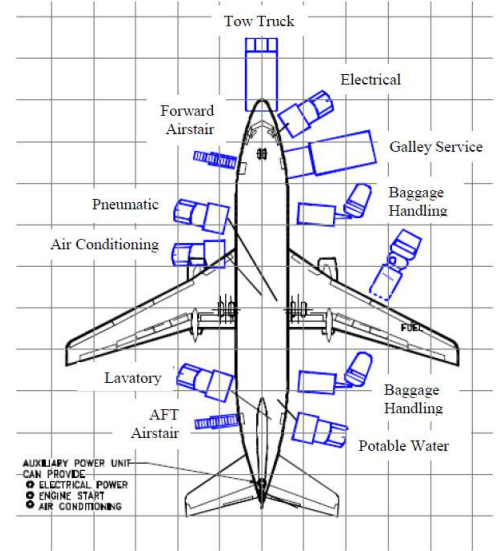 Tow Truck
Electrical
Forward
Airstair
Galley Service
Pneumatic
Baggage
Handling
Air Conditioning
FUEL
Lavatory
Baggage
Handling
AFT
Airstair
Potable Water
AUXILIARY POWER UNIT
CAN PROVIDE
ELECTRICAL POWER
ENGINE START
AIR CONDITIONING